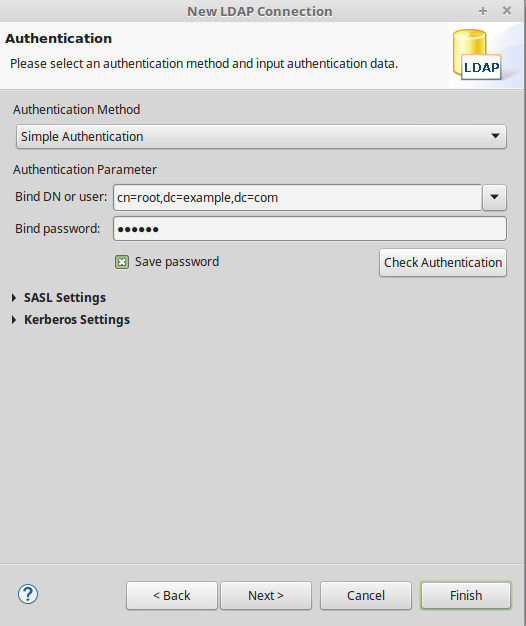 New LDAP Connection
Authentication
Please select an authentication method and input authentication data.
LDAP
Authentication Method
Simple Authentication
Authentication Parameter
Bind DN or user: cn=root,dc=example,dc=com
Bind password: ●●●●●●
Save password
Check Authentication
SASL Settings
Kerberos Settings
? < Back Next > Cancel Finish